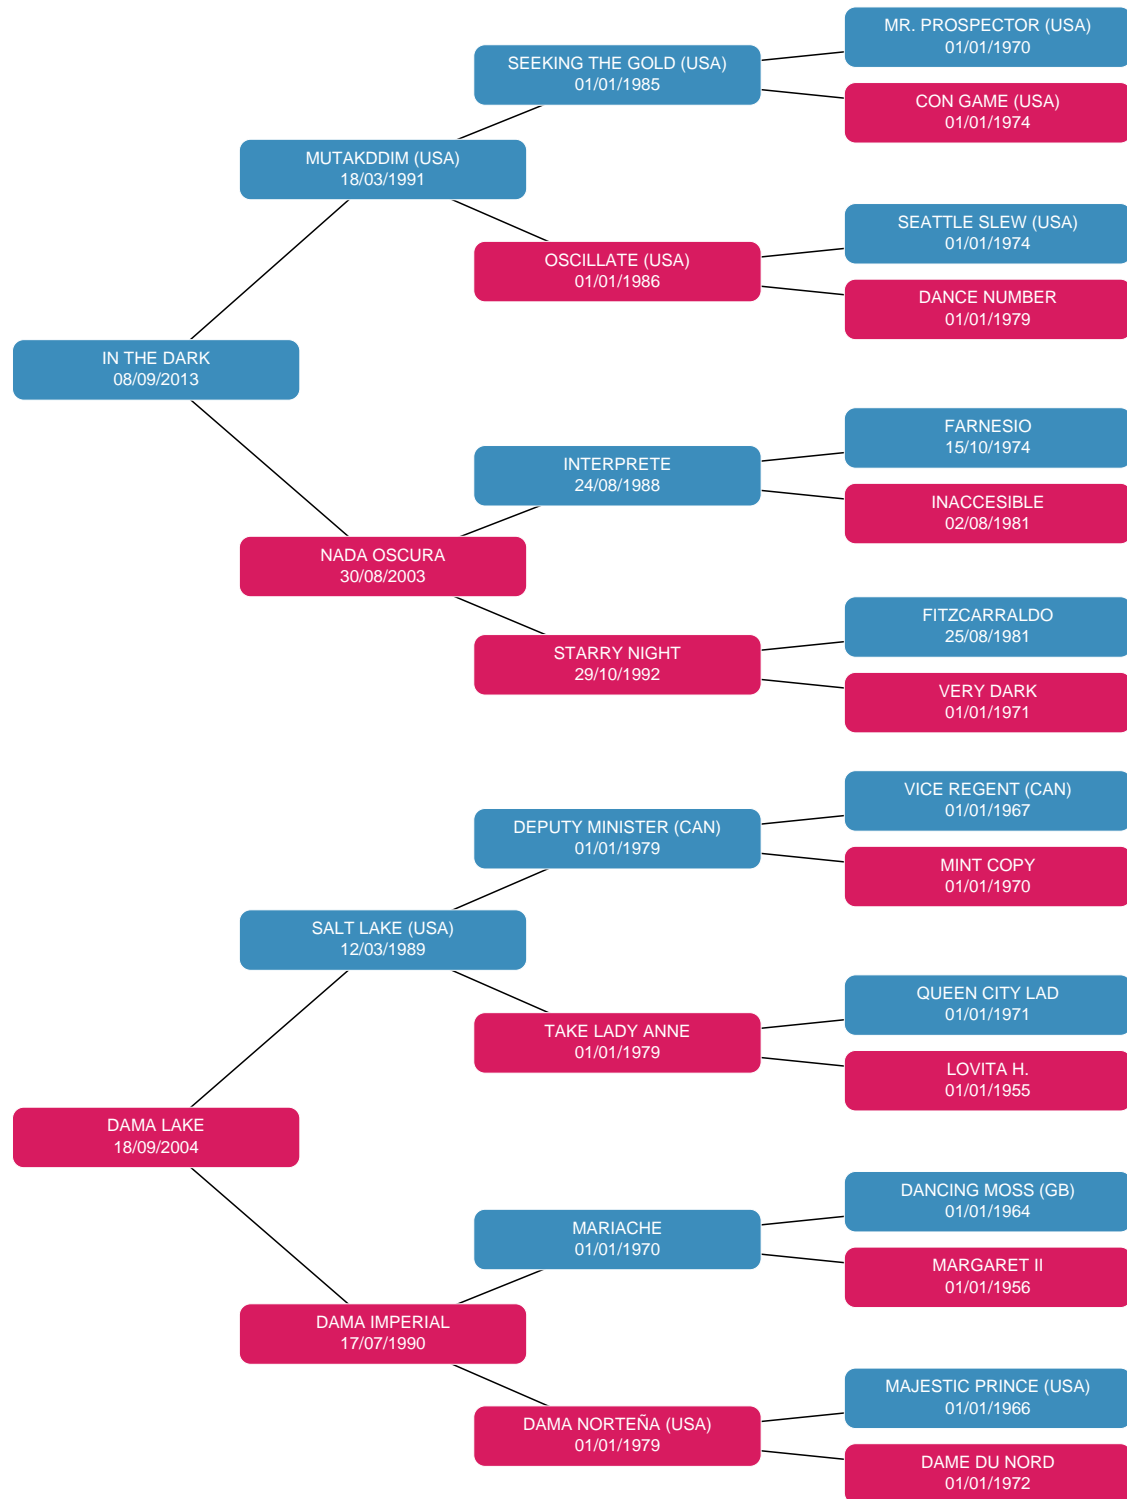 MR. PROSPECTOR (USA)
01/01/1970
SEEKING THE GOLD (USA)
01/01/1985
CON GAME (USA)
01/01/1974
MUTAKDDIM (USA)
18/03/1991
SEATTLE SLEW (USA)
01/01/1974
OSCILLATE (USA)
01/01/1986
DANCE NUMBER
01/01/1979
IN THE DARK
08/09/2013
FARNESIO
15/10/1974
INTERPRETE
24/08/1988
INACCESIBLE
02/08/1981
NADA OSCURA
30/08/2003
FITZCARRALDO
25/08/1981
STARRY NIGHT
29/10/1992
VERY DARK
01/01/1971
VICE REGENT (CAN)
01/01/1967
DEPUTY MINISTER (CAN)
01/01/1979
MINT COPY
01/01/1970
SALT LAKE (USA)
12/03/1989
QUEEN CITY LAD
01/01/1971
TAKE LADY ANNE
01/01/1979
LOVITA H.
01/01/1955
DAMA LAKE
18/09/2004
DANCING MOSS (GB)
01/01/1964
MARIACHE
01/01/1970
MARGARET II
01/01/1956
DAMA IMPERIAL
17/07/1990
MAJESTIC PRINCE (USA)
01/01/1966
DAMA NORTEÑA (USA)
01/01/1979
DAME DU NORD
01/01/1972